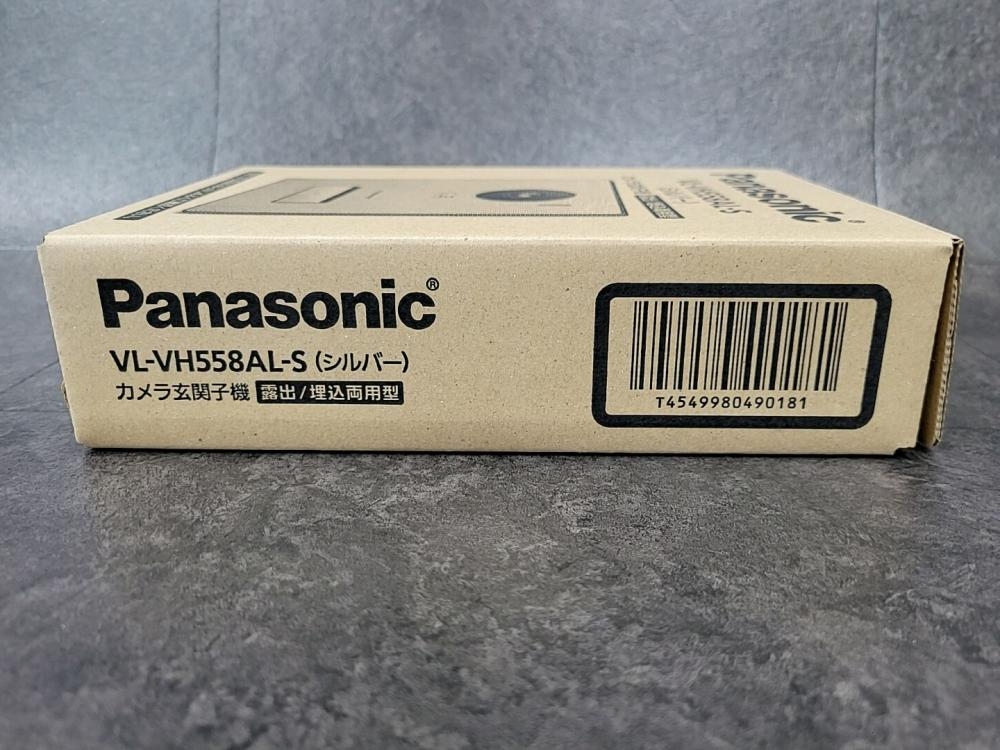 Panasonic®
Panasonic®
VL-VH558AL-S (シルバー)
カメラ玄関子機 露出/埋込両用型
T4549980490181